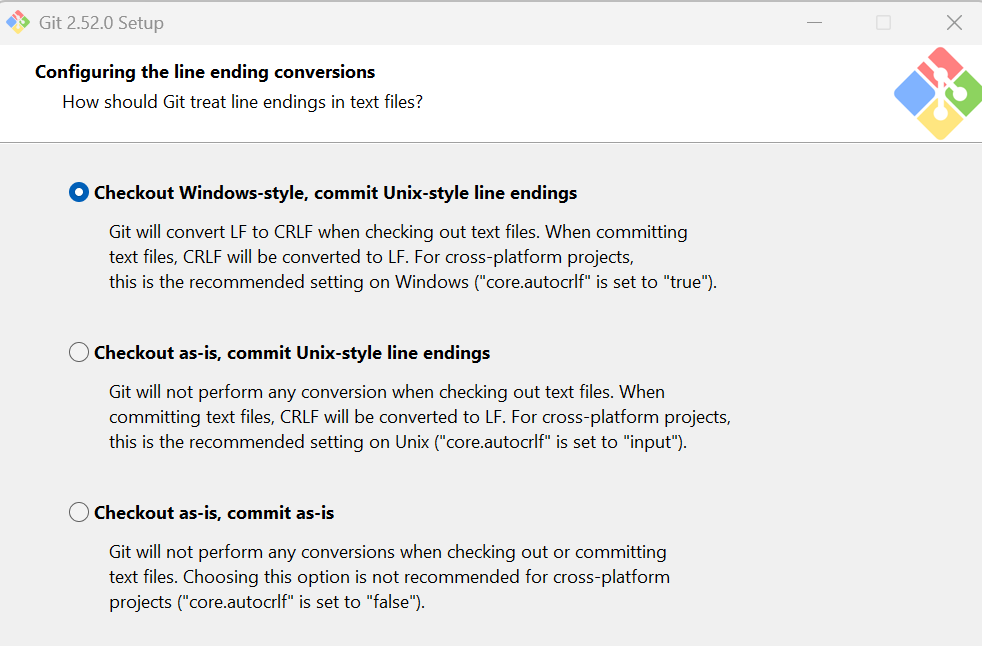 Git 2.52.0 Setup
Configuring the line ending conversions
How should Git treat line endings in text files?
Checkout Windows-style, commit Unix-style line endings
Git will convert LF to CRLF when checking out text files. When committing
text files, CRLF will be converted to LF. For cross-platform projects,
this is the recommended setting on Windows ("core.autocrlf" is set to "true").
Checkout as-is, commit Unix-style line endings
Git will not perform any conversion when checking out text files. When
committing text files, CRLF will be converted to LF. For cross-platform projects,
this is the recommended setting on Unix ("core.autocrlf" is set to "input").
Checkout as-is, commit as-is
Git will not perform any conversions when checking out or committing
text files. Choosing this option is not recommended for cross-platform
projects ("core.autocrlf" is set to "false").